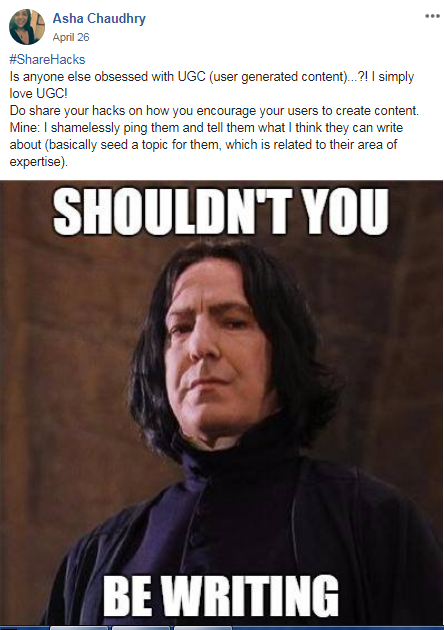 Asha Chaudhry
April 26
#ShareHacks
Is anyone else obsessed with UGC (user generated content)...?! I simply
love UGC!
Do share your hacks on how you encourage your users to create content.
Mine: I shamelessly ping them and tell them what I think they can write
about (basically seed a topic for them, which is related to their area of
expertise).
SHOULDN'T YOU
BE WRITING